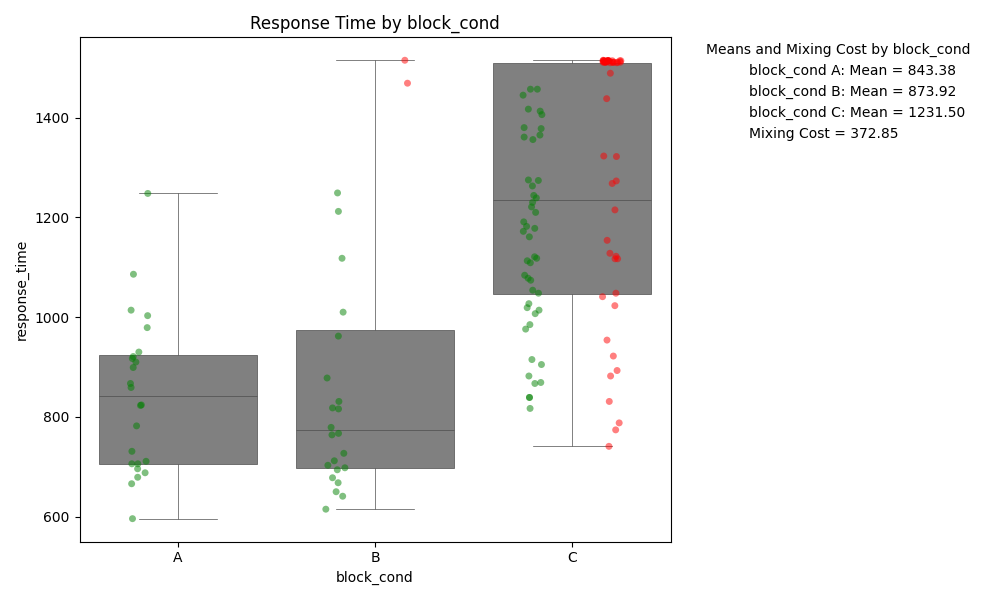 Response Time by block_cond
Means and Mixing Cost by block_cond
block_cond A: Mean = 843.38
block_cond B: Mean = 873.92
block_cond C: Mean = 1231.50
Mixing Cost = 372.85
response_time
1400
1200
1000
800
600
A
B
C
block_cond